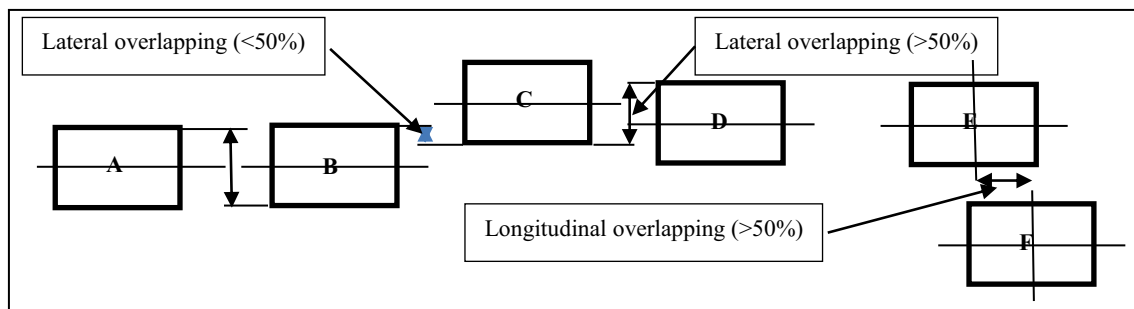 Lateral overlapping (<50%)
Lateral overlapping (>50%)
C
D
E
A
B
Longitudinal overlapping (>50%)
F